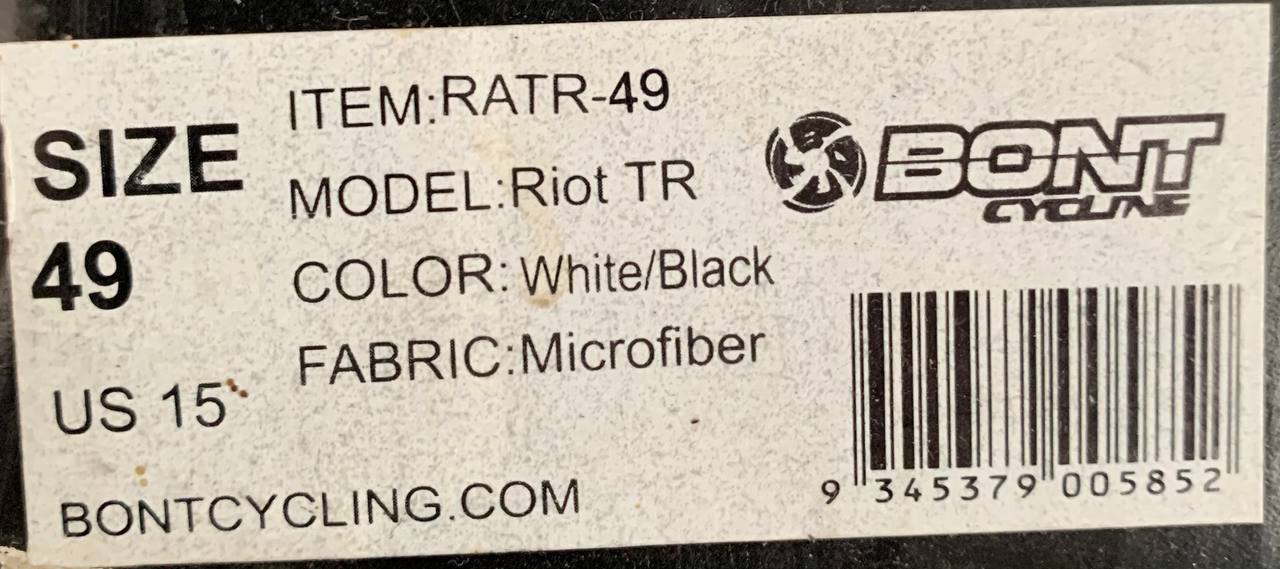 SIZE
49
US 15
BONTCYCLING.COM
ITEM:RATR-49
MODEL:Riot TR
COLOR: White/Black
FABRIC:Microfiber
BONT
CYCLING
9 345379 005852